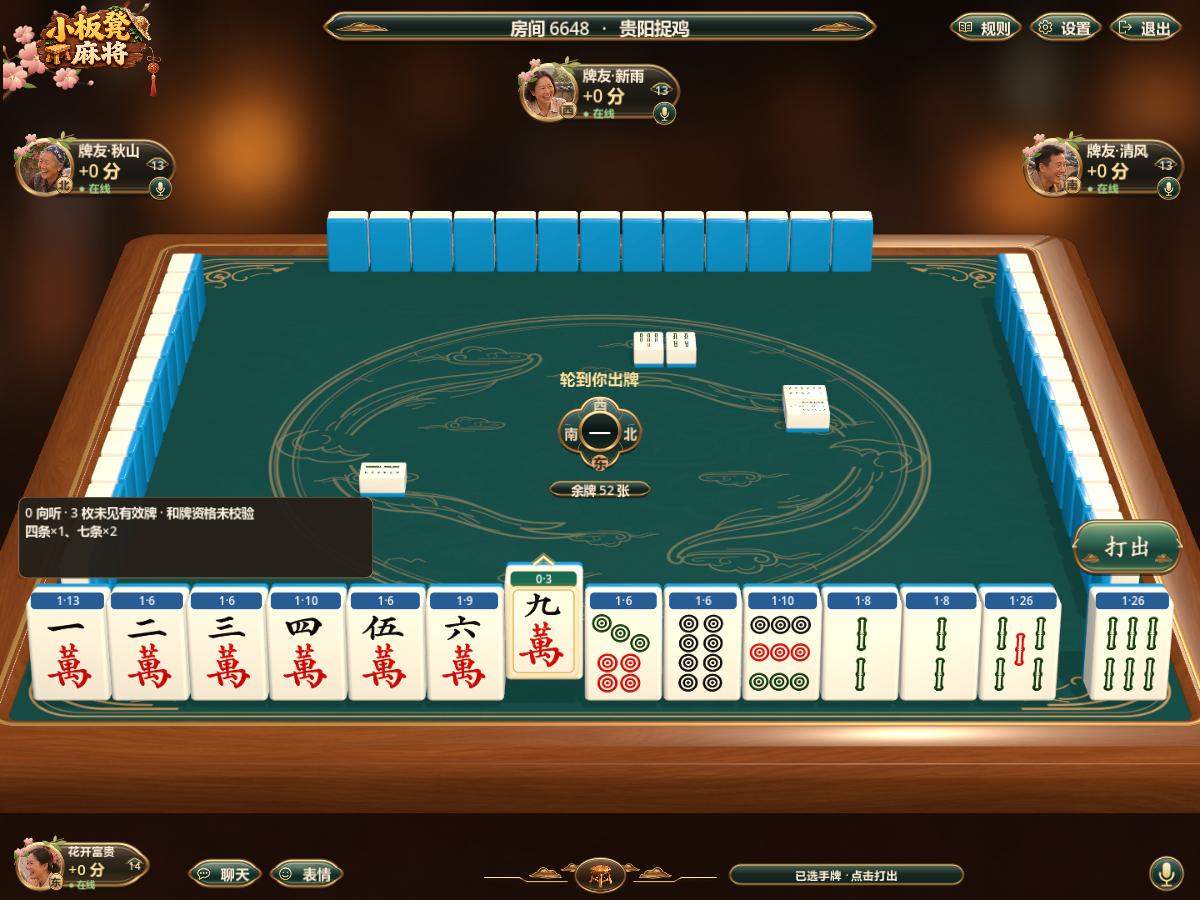 小板凳
麻将
房间 6648 · 贵阳捉鸡
规则
设置
退出
牌友·新雨
+0 分
在线
13
西
牌友·秋山
+0 分
在线
13
北
牌友·清风
+0 分
在线
13
南
轮到你出牌
西
南
北
东
余牌 52 张
0 向听 · 3 枚未见有效牌 · 和牌资格未校验
四条×1、七条×2
打出
1·13
1·6
1·6
1·10
1·6
1·9
0·3
1·6
1·6
1·10
1·8
1·8
1·26
1·26
一萬
二萬
三萬
四萬
伍萬
六萬
九萬
花开富贵
+0 分
在线
14
东
聊天
表情
已选手牌 · 点击打出